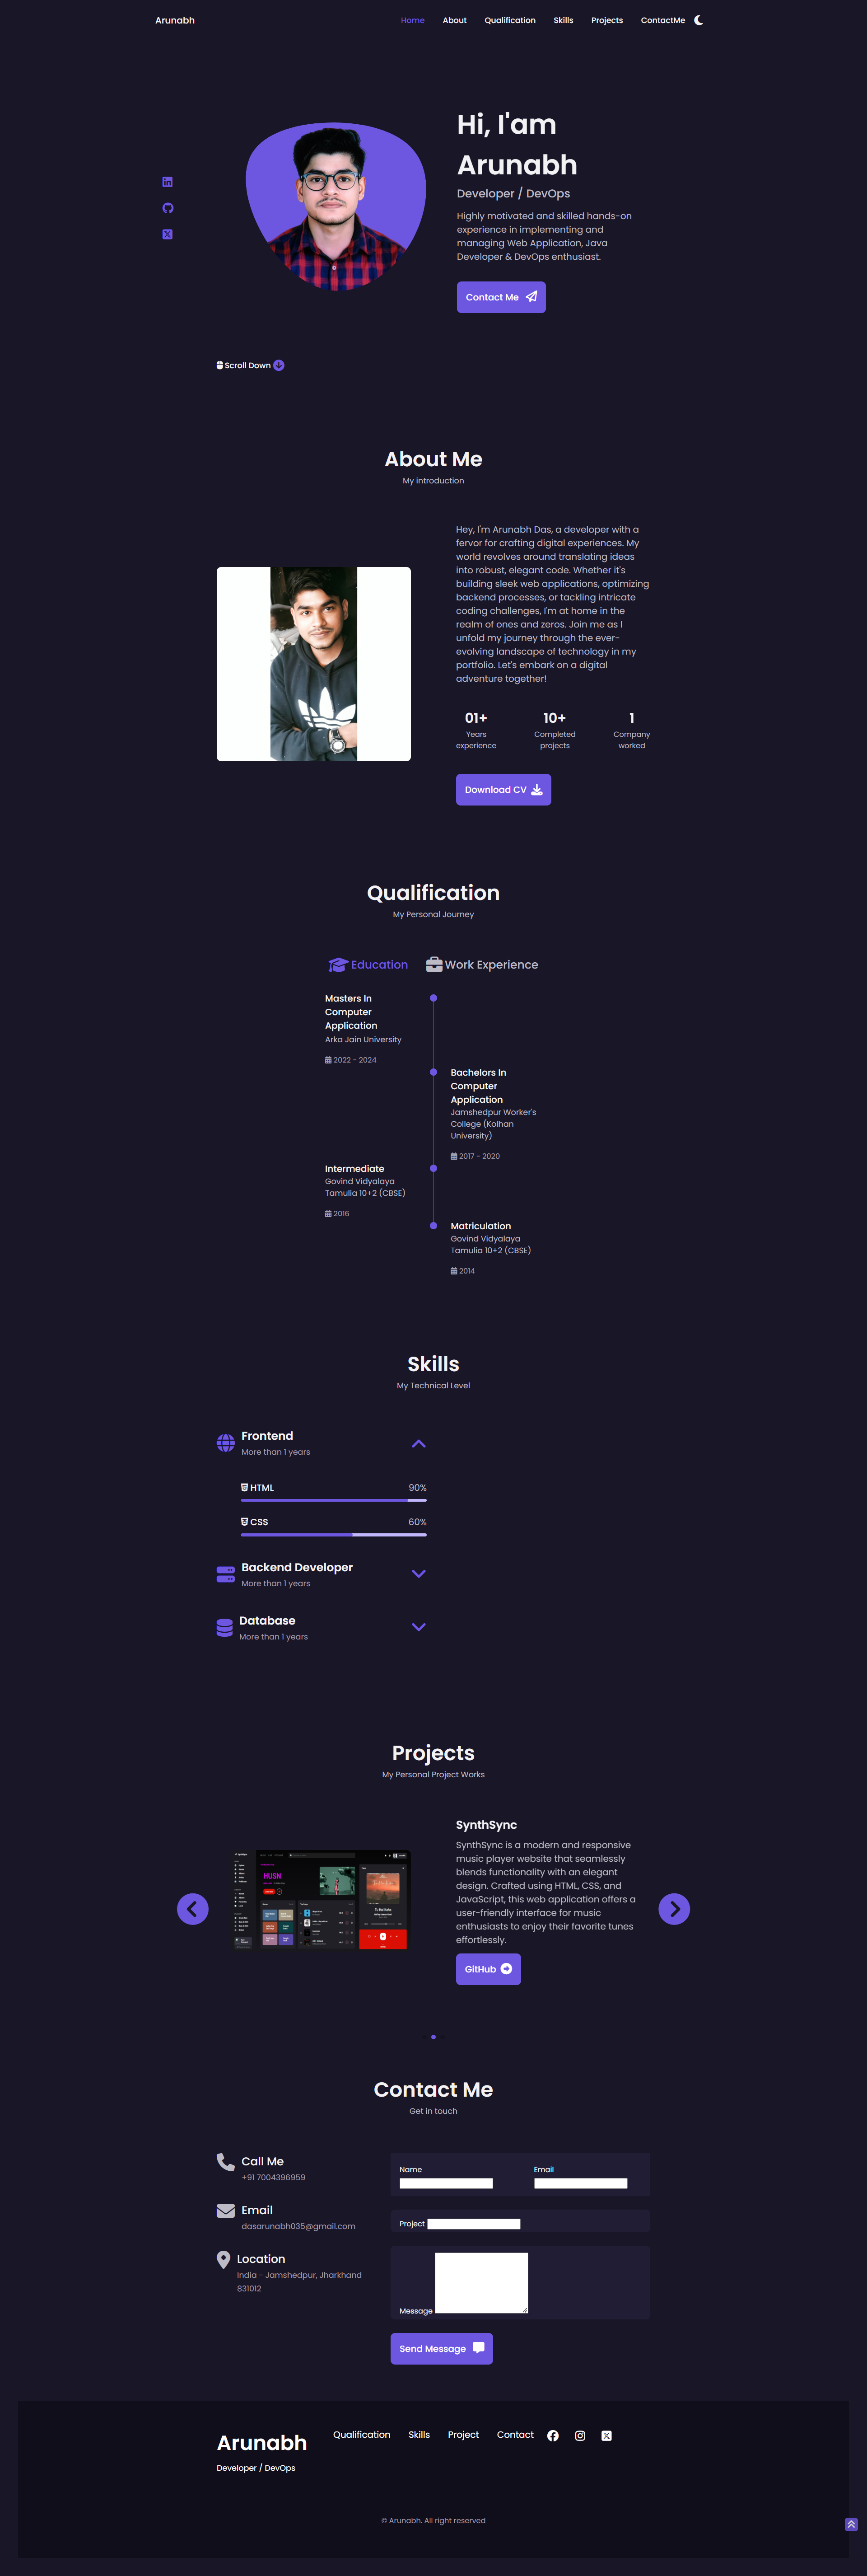 Arunabh
Home About Qualification Skills Projects ContactMe
Hi, I'am
Arunabh
Developer / DevOps
Highly motivated and skilled hands-on
experience in implementing and
managing Web Application, Java
Developer & DevOps enthusiast.
Contact Me
Scroll Down
About Me
My introduction
Hey, I'm Arunabh Das, a developer with a
fervor for crafting digital experiences. My
world revolves around translating ideas
into robust, elegant code. Whether it's
building sleek web applications, optimizing
backend processes, or tackling intricate
coding challenges, I'm at home in the
realm of ones and zeros. Join me as I
unfold my journey through the ever-
evolving landscape of technology in my
portfolio. Let's embark on a digital
adventure together!
01+
Years
experience
10+
Completed
projects
1
Company
worked
Download CV
Qualification
My Personal Journey
Education
Work Experience
Masters In
Computer
Application
Arka Jain University
2022 - 2024
Bachelors In
Computer
Application
Jamshedpur Worker's
College (Kolhan
University)
2017 - 2020
Intermediate
Govind Vidyalaya
Tamulia 10+2 (CBSE)
2016
Matriculation
Govind Vidyalaya
Tamulia 10+2 (CBSE)
2014
Skills
My Technical Level
Frontend
More than 1 years
HTML 90%
CSS 60%
Backend Developer
More than 1 years
Database
More than 1 years
Projects
My Personal Project Works
HUSN
SynthSync
SynthSync is a modern and responsive
music player website that seamlessly
blends functionality with an elegant
design. Crafted using HTML, CSS, and
JavaScript, this web application offers a
user-friendly interface for music
enthusiasts to enjoy their favorite tunes
effortlessly.
GitHub
Contact Me
Get in touch
Call Me
+91 7004396959
Email
dasarunabh035@gmail.com
Location
India - Jamshedpur, Jharkhand
831012
Name
Email
Project
Message
Send Message
Arunabh
Developer / DevOps
Qualification Skills Project Contact
© Arunabh. All right reserved